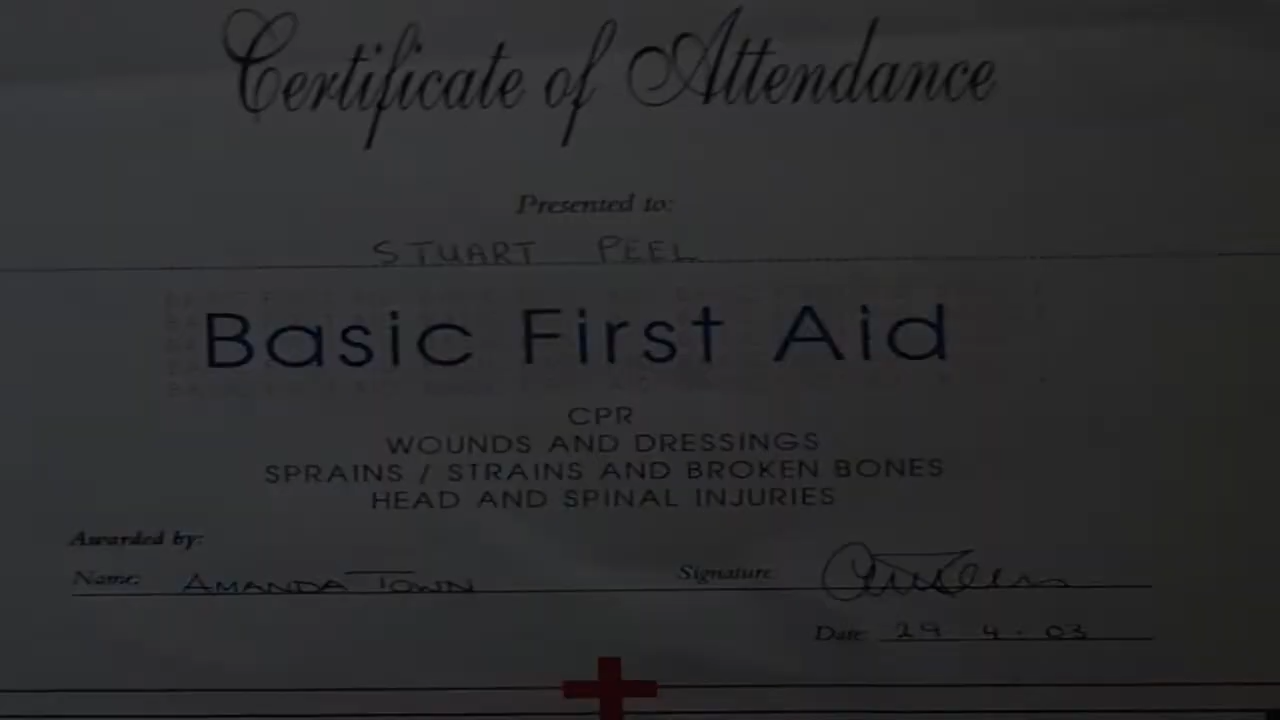 Certificate of Attendance
Presented to:
STUART PEEL
Basic First Aid
CPR
WOUNDS AND DRESSINGS
SPRAINS / STRAINS AND BROKEN BONES
HEAD AND SPINAL INJURIES
Awarded by:
Name: AMANDA TOWN
Signature:
Date: 29 4.03